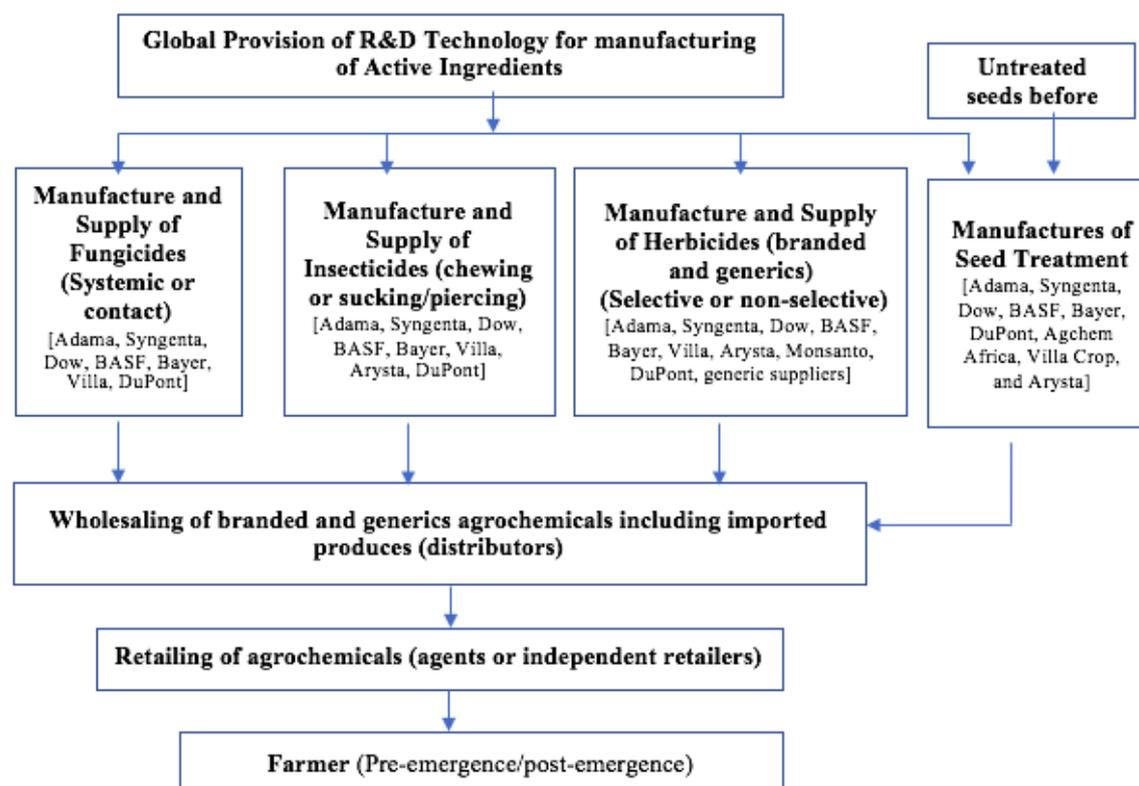 Global Provision of R&D Technology for manufacturing
of Active Ingredients
Untreated
seeds before
Manufacture and
Supply of
Fungicides
(Systemic or
contact)
[Adama, Syngenta,
Dow, BASF, Bayer,
Villa, DuPont]
Manufacture and
Supply of
Insecticides (chewing
or sucking/piercing)
[Adama, Syngenta, Dow,
BASF, Bayer, Villa,
Arysta, DuPont]
Manufacture and Supply
of Herbicides (branded
and generics)
(Selective or non-selective)
[Adama, Syngenta, Dow, BASF,
Bayer, Villa, Arysta, Monsanto,
DuPont, generic suppliers]
Manufactures of
Seed Treatment
[Adama, Syngenta,
Dow, BASF, Bayer,
DuPont, Agchem
Africa, Villa Crop,
and Arysta]
Wholesaling of branded and generics agrochemicals including imported
produces (distributors)
Retailing of agrochemicals (agents or independent retailers)
Farmer (Pre-emergence/post-emergence)